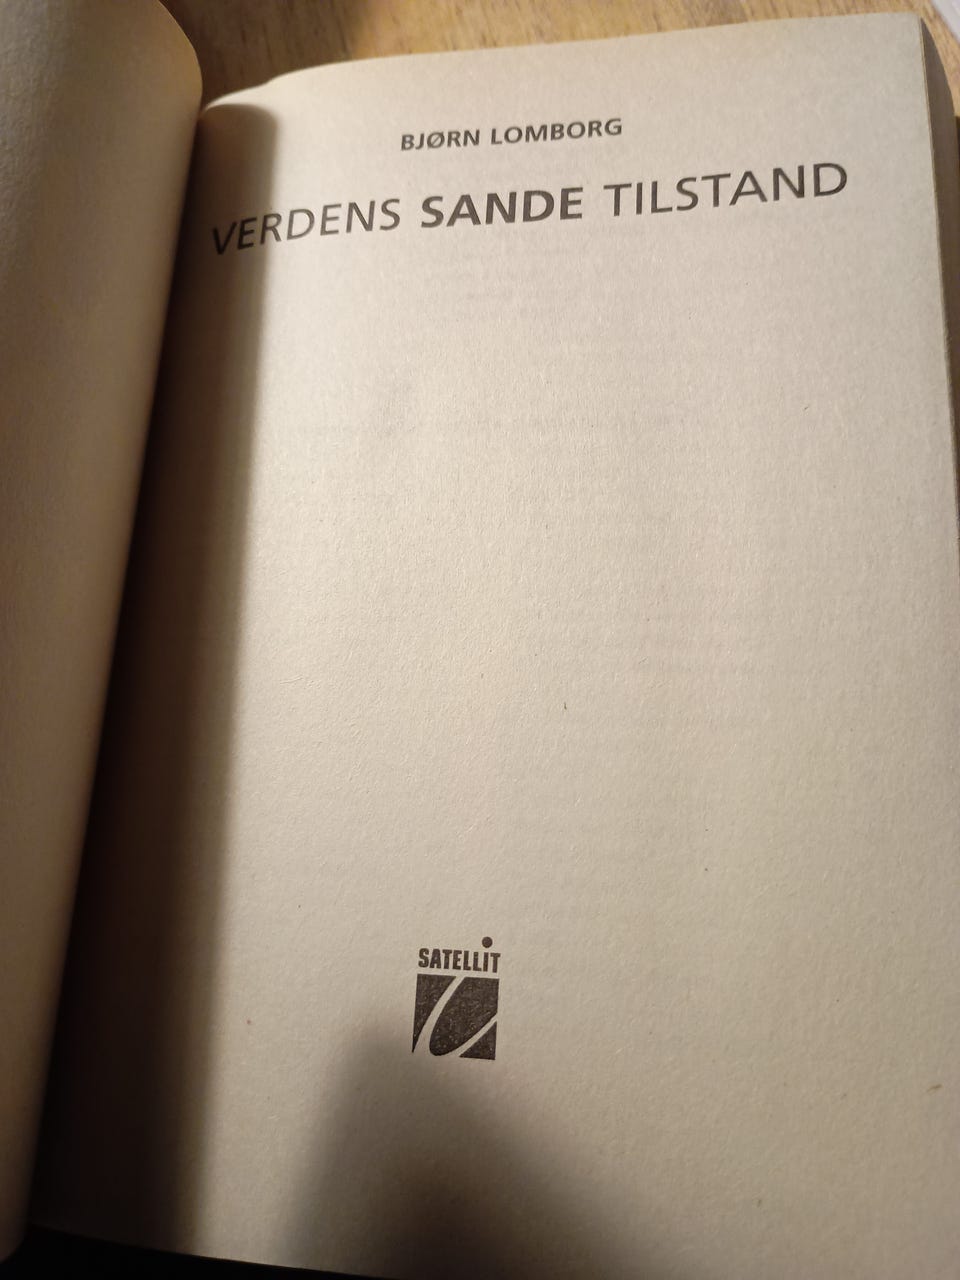 BJØRN LOMBORG
VERDENS SANDE TILSTAND
SATELLIT